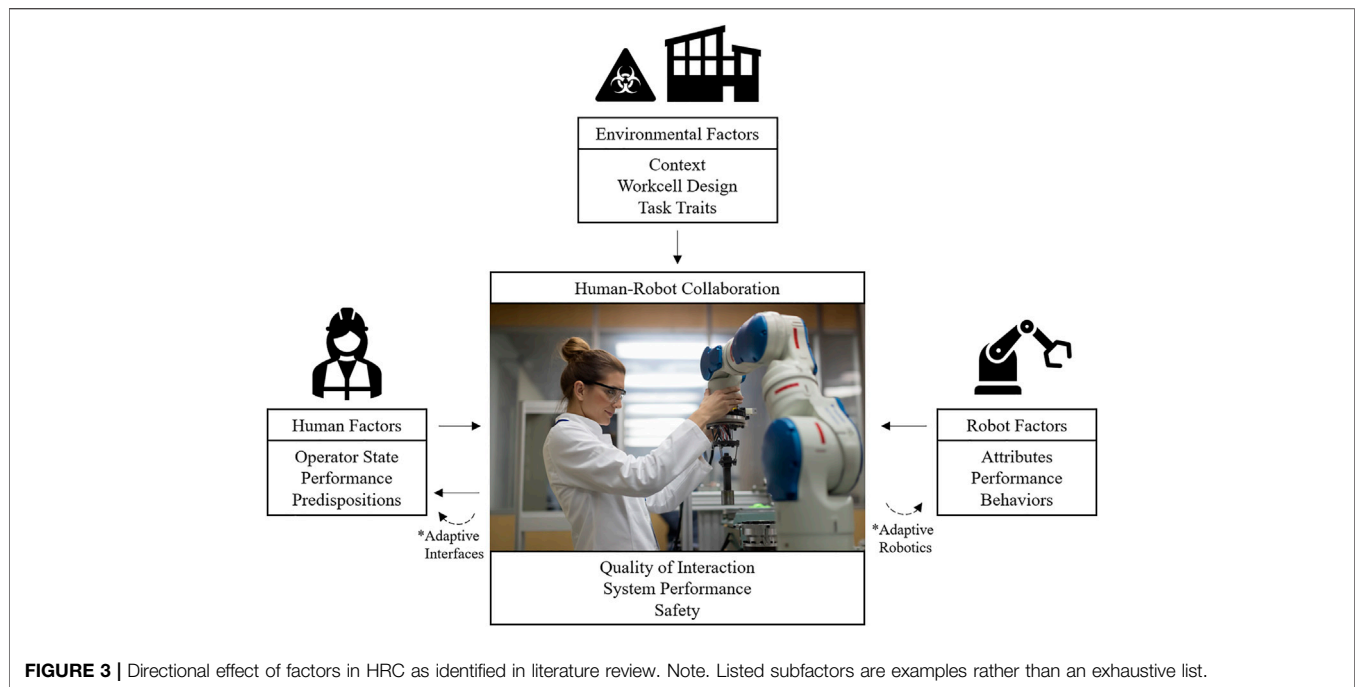 Environmental Factors
Context
Workcell Design
Task Traits
Human-Robot Collaboration
Human Factors
Operator State
Performance
Predispositions
*Adaptive
Interfaces
Robot Factors
Attributes
Performance
Behaviors
*Adaptive
Robotics
Quality of Interaction
System Performance
Safety
FIGURE 3 | Directional effect of factors in HRC as identified in literature review. Note. Listed subfactors are examples rather than an exhaustive list.